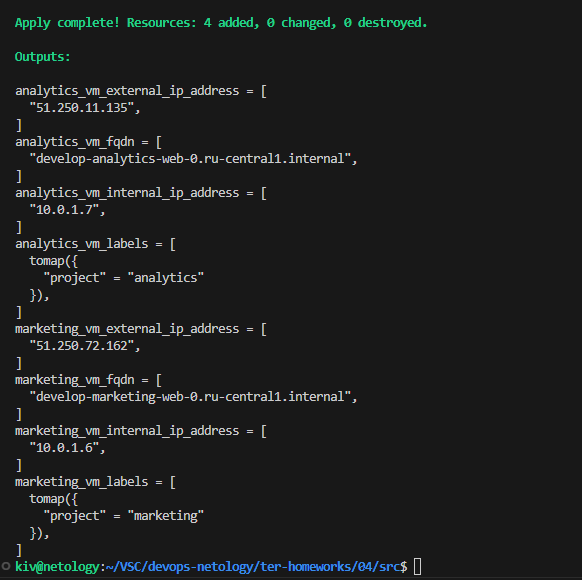 Apply complete! Resources: 4 added, 0 changed, 0 destroyed.
Outputs:
analytics_vm_external_ip_address = [
  "51.250.11.135",
]
analytics_vm_fqdn = [
  "develop-analytics-web-0.ru-central1.internal",
]
analytics_vm_internal_ip_address = [
  "10.0.1.7",
]
analytics_vm_labels = [
  tomap({
    "project" = "analytics"
  }),
]
marketing_vm_external_ip_address = [
  "51.250.72.162",
]
marketing_vm_fqdn = [
  "develop-marketing-web-0.ru-central1.internal",
]
marketing_vm_internal_ip_address = [
  "10.0.1.6",
]
marketing_vm_labels = [
  tomap({
    "project" = "marketing"
  }),
]
kiv@netology:~/VSC/devops-netology/ter-homeworks/04/src$